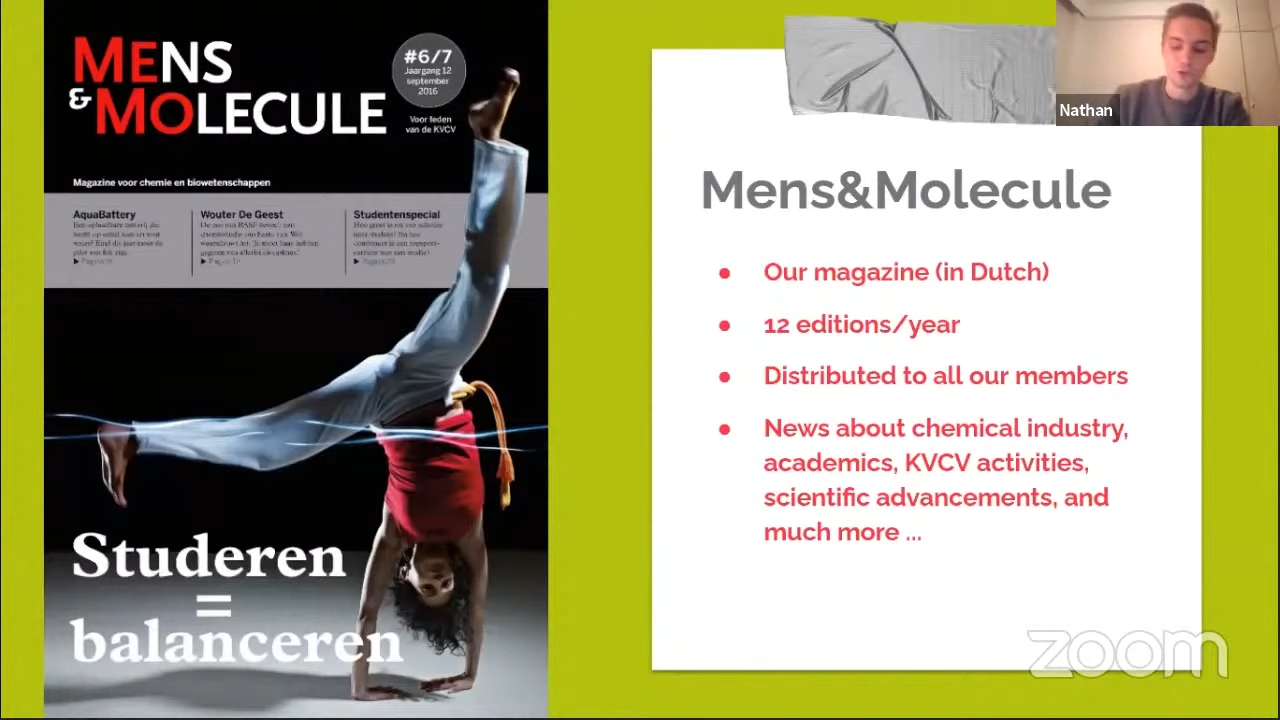 MENS
& MOLECULE
#6/7
Jaargang 12
september
2016
Voor leden
van de KVCV
Magazine voor chemie en biowetenschappen
AquaBattery
Wouter De Geest
Studentenspecial
Studeren
=
balanceren
Nathan
Mens&Molecule
● Our magazine (in Dutch)
● 12 editions/year
● Distributed to all our members
● News about chemical industry,
academics, KVCV activities,
scientific advancements, and
much more ...
zoom